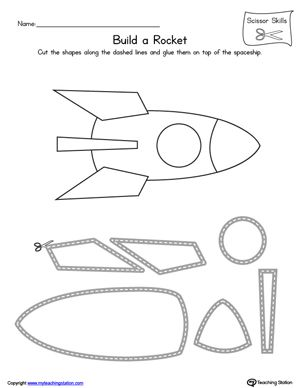 Name:
Scissor Skills
Build a Rocket
Cut the shapes along the dashed lines and glue them on top of the spaceship.
Copyright www.myteachingstation.com
Teaching Station